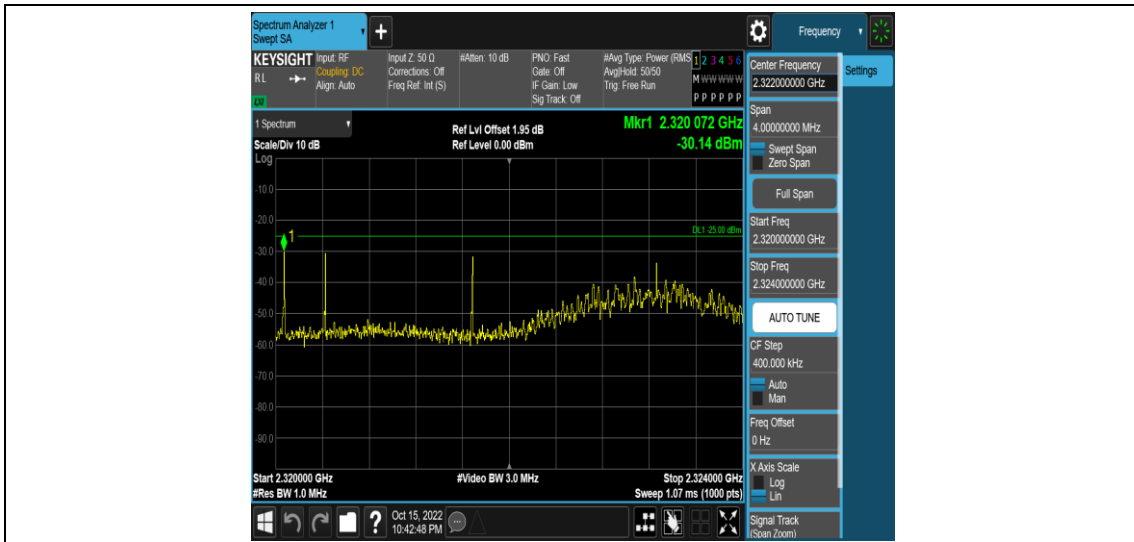 Spectrum Analyzer 1
Swept SA
+
Frequency
KEYSIGHT Input: RF Input Z: 50 Ω #Atten: 10 dB PNO: Fast #Avg Type: Power (RMS 1 2 3 4 5 6
RL Coupling: DC Corrections: Off Gate: Off Avg|Hold: 50/50 M W W W W W
Align: Auto Freq Ref: Int (S) IF Gain: Low Trig: Free Run
Sig Track: Off P P P P P P
1 Spectrum
Ref Lvl Offset 1.95 dB Mkr1 2.320 072 GHz
Scale/Div 10 dB Ref Level 0.00 dBm -30.14 dBm
Log
-10.0
-20.0
DL1 -25.00 dBm
1
-30.0
-40.0
-50.0
-60.0
-70.0
-80.0
-90.0
Start 2.320000 GHz #Video BW 3.0 MHz Stop 2.324000 GHz
#Res BW 1.0 MHz Sweep 1.07 ms (1000 pts)
Center Frequency
2.322000000 GHz
Settings
Span
4.00000000 MHz
Swept Span
Zero Span
Full Span
Start Freq
2.320000000 GHz
Stop Freq
2.324000000 GHz
AUTO TUNE
CF Step
400.000 kHz
Auto
Man
Freq Offset
0 Hz
X Axis Scale
Log
Lin
Signal Track
(Span Zoom)
?
Oct 15, 2022
10:42:48 PM